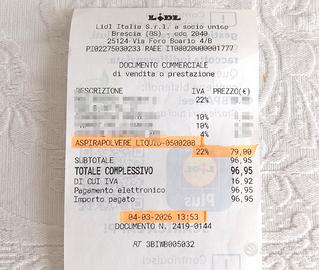 LIDL
Lidl Italia S.r.l. a socio unico
Brescia (BS) - cdc 2040
25124-Via Foro Boario 4/B
PI02275030233 RAEE IT08020000001777
DOCUMENTO COMMERCIALE
di vendita o prestazione
DESCRIZIONE IVA PREZZO(€)
22%
10%
10%
4%
ASPIRAPOLVERE LIQUID-0500208
22% 79,00
SUBTOTALE 96,95
TOTALE COMPLESSIVO 96,95
DI CUI IVA 16,92
Pagamento elettronico 96,95
Importo pagato 96,95
04-03-2026 13:53
DOCUMENTO N. 2419-0144
RT 3BIWB005032
Plus